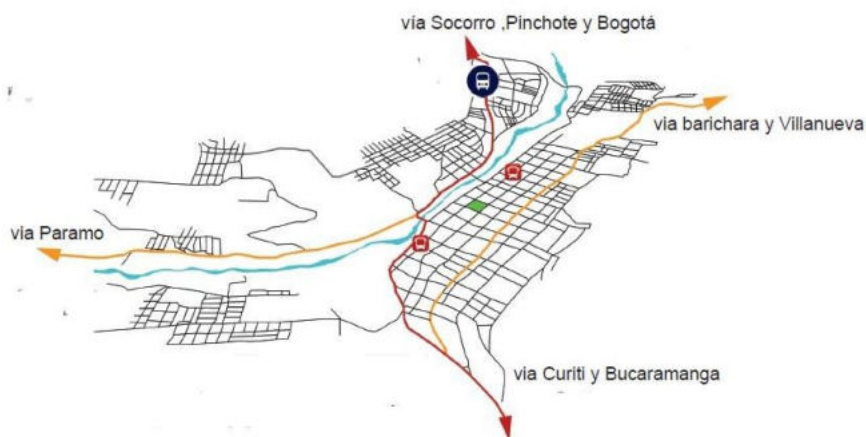 vía Socorro ,Pinchote y Bogotá
via barichara y Villanueva
via Paramo
via Curiti y Bucaramanga